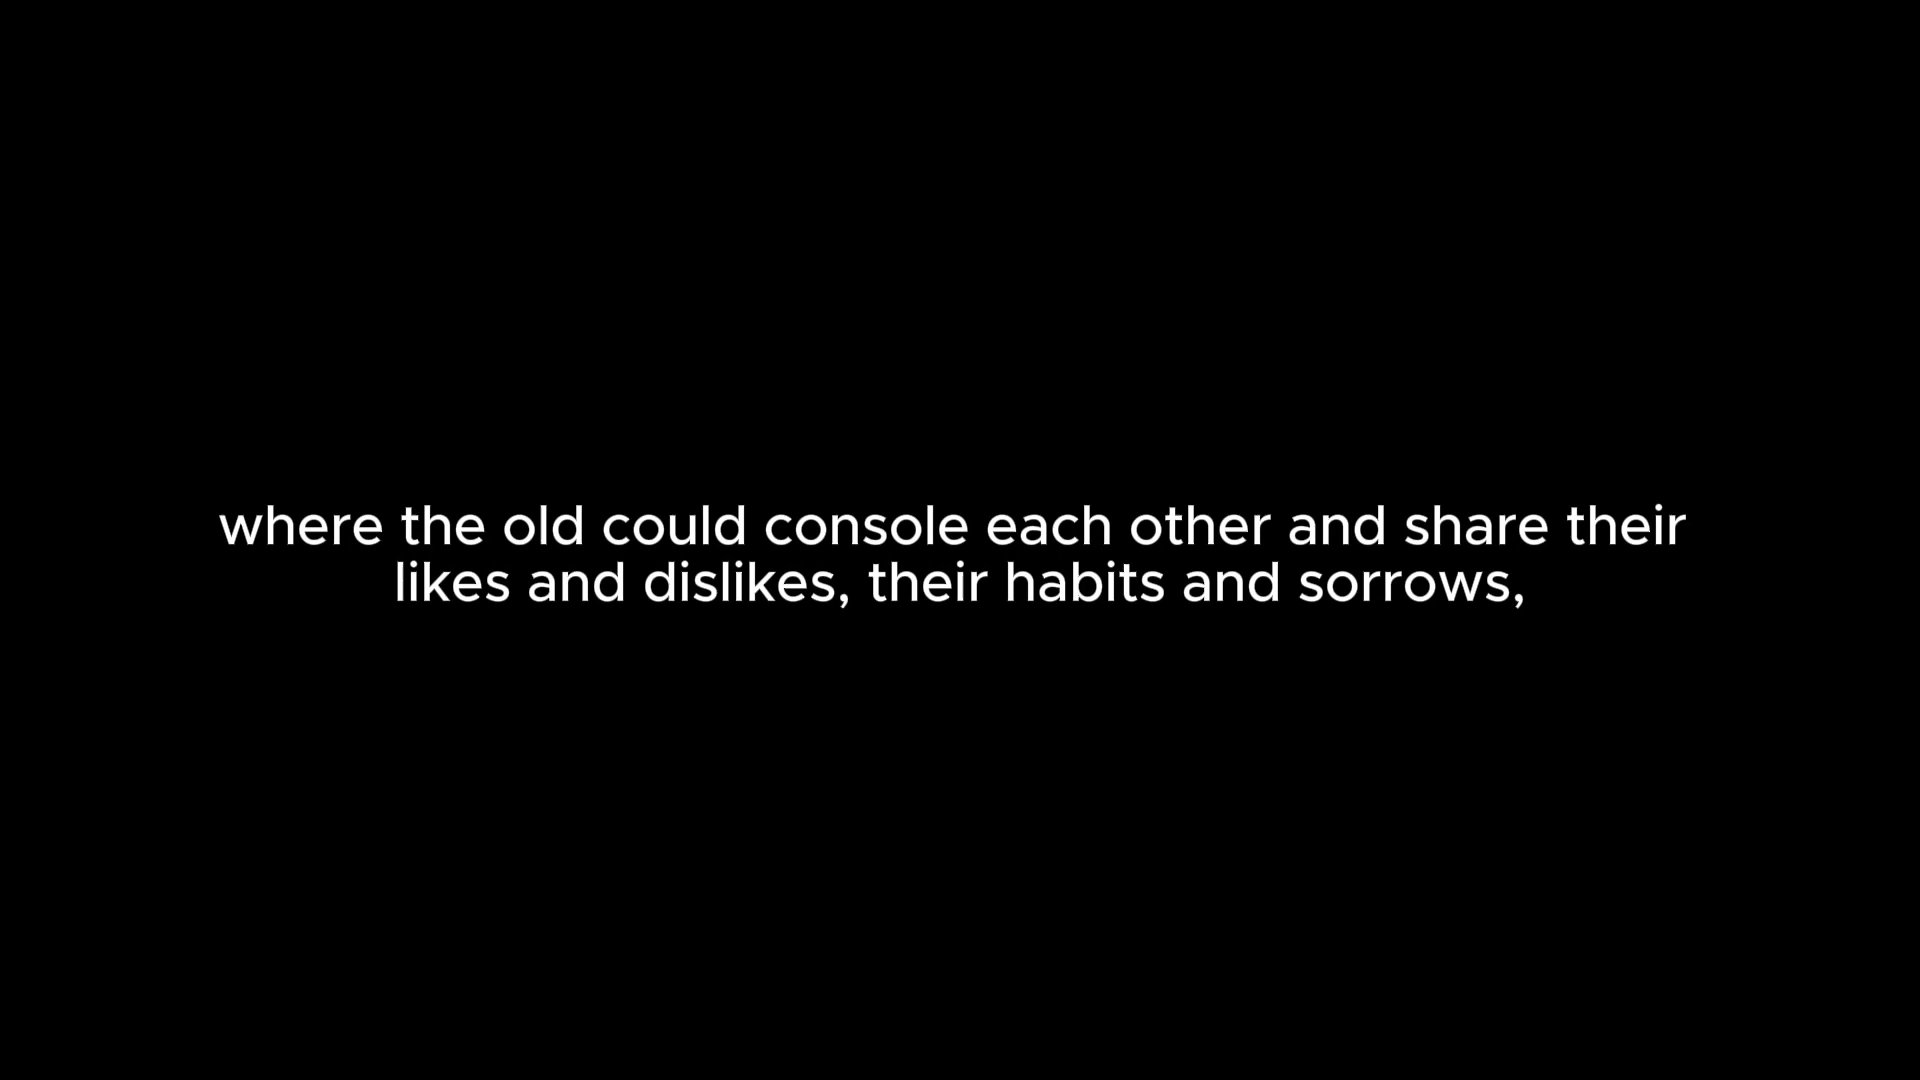 where the old could console each other and share their
likes and dislikes, their habits and sorrows,